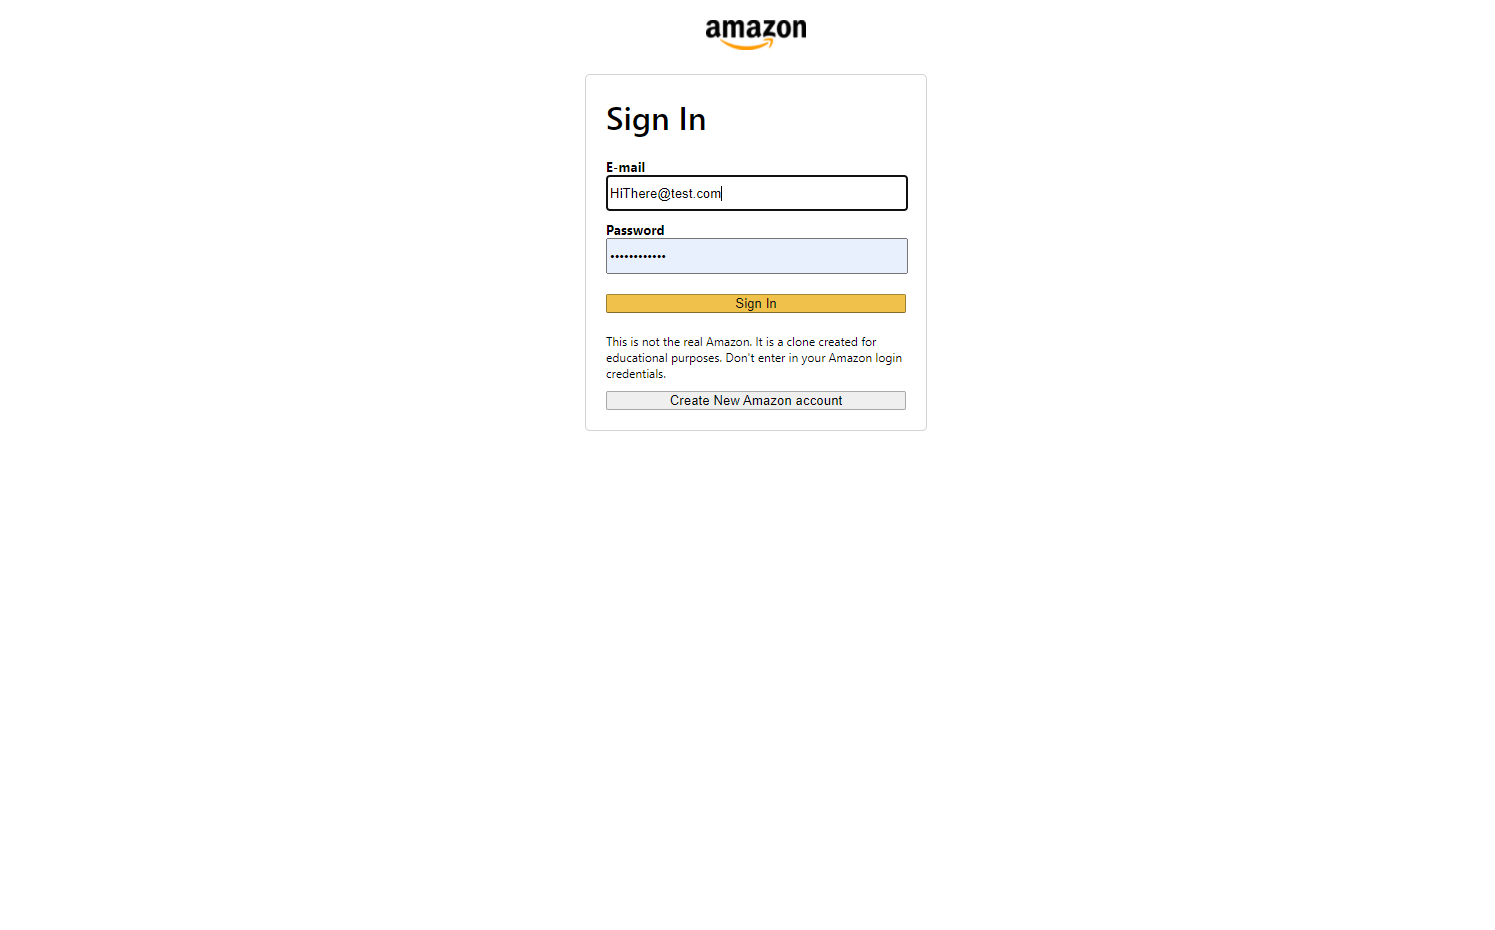 amazon
Sign In
E-mail
HiThere@test.com
Password
••••••••••••
Sign In
This is not the real Amazon. It is a clone created for
educational purposes. Don't enter in your Amazon login
credentials.
Create New Amazon account